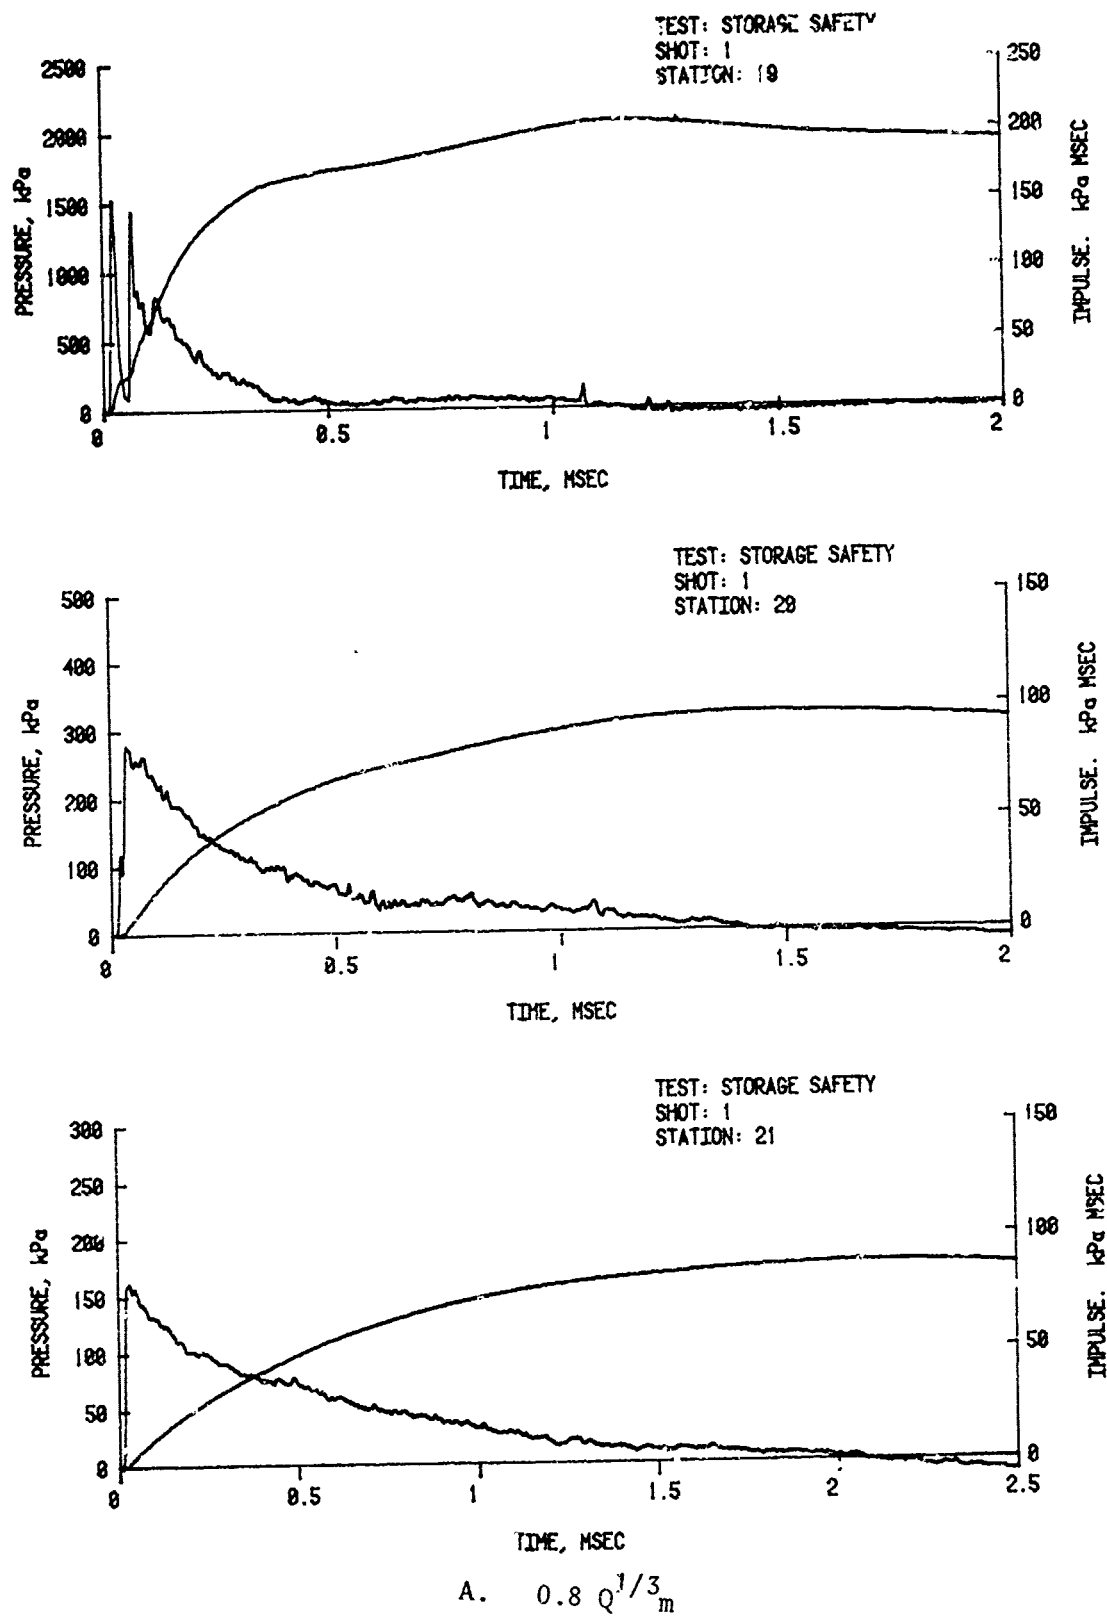 TEST: STORAGE SAFETY
SHOT: 1
STATION: 19
2500
2000
1500
1000
500
0
PRESSURE, kPa
250
200
150
100
50
0
IMPULSE. kPa MSEC
0
0.5
1
1.5
2
TIME, MSEC
TEST: STORAGE SAFETY
SHOT: 1
STATION: 20
500
400
300
200
100
0
PRESSURE, kPa
150
100
50
0
IMPULSE. kPa MSEC
0
0.5
1
1.5
2
TIME, MSEC
TEST: STORAGE SAFETY
SHOT: 1
STATION: 21
300
250
200
150
100
50
0
PRESSURE, kPa
150
100
50
0
IMPULSE. kPa MSEC
0
0.5
1
1.5
2
2.5
TIME, MSEC
A. 0.8 Q^1/3 m